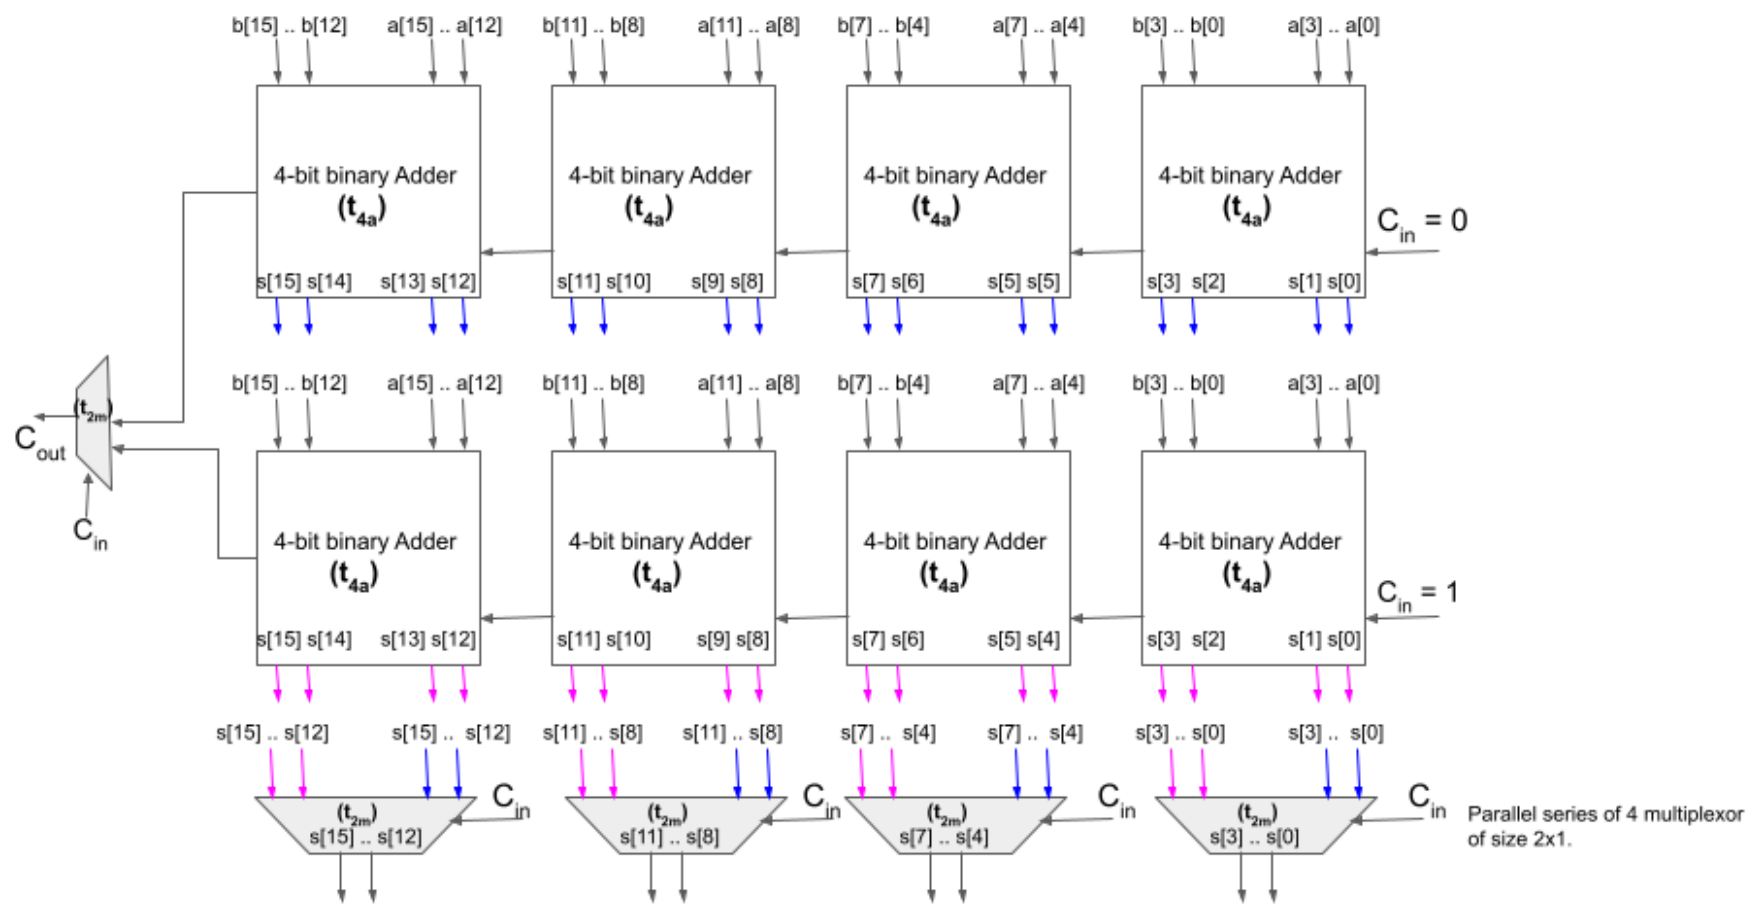 b[15] .. b[12] a[15] .. a[12] b[11] .. b[8] a[11] .. a[8] b[7] .. b[4] a[7] .. a[4] b[3] .. b[0] a[3] .. a[0]
4-bit binary Adder 4-bit binary Adder 4-bit binary Adder 4-bit binary Adder
(t4a) (t4a) (t4a) (t4a)
Cin = 0
s[15] s[14] s[13] s[12] s[11] s[10] s[9] s[8] s[7] s[6] s[5] s[5] s[3] s[2] s[1] s[0]
b[15] .. b[12] a[15] .. a[12] b[11] .. b[8] a[11] .. a[8] b[7] .. b[4] a[7] .. a[4] b[3] .. b[0] a[3] .. a[0]
(t2m)
Cout
Cin
4-bit binary Adder 4-bit binary Adder 4-bit binary Adder 4-bit binary Adder
(t4a) (t4a) (t4a) (t4a)
Cin = 1
s[15] s[14] s[13] s[12] s[11] s[10] s[9] s[8] s[7] s[6] s[5] s[4] s[3] s[2] s[1] s[0]
s[15] .. s[12] s[15] .. s[12] s[11] .. s[8] s[11] .. s[8] s[7] .. s[4] s[7] .. s[4] s[3] .. s[0] s[3] .. s[0]
Cin Cin Cin Cin
(t2m) (t2m) (t2m) (t2m)
s[15] .. s[12] s[11] .. s[8] s[7] .. s[4] s[3] .. s[0]
Parallel series of 4 multiplexor
of size 2x1.